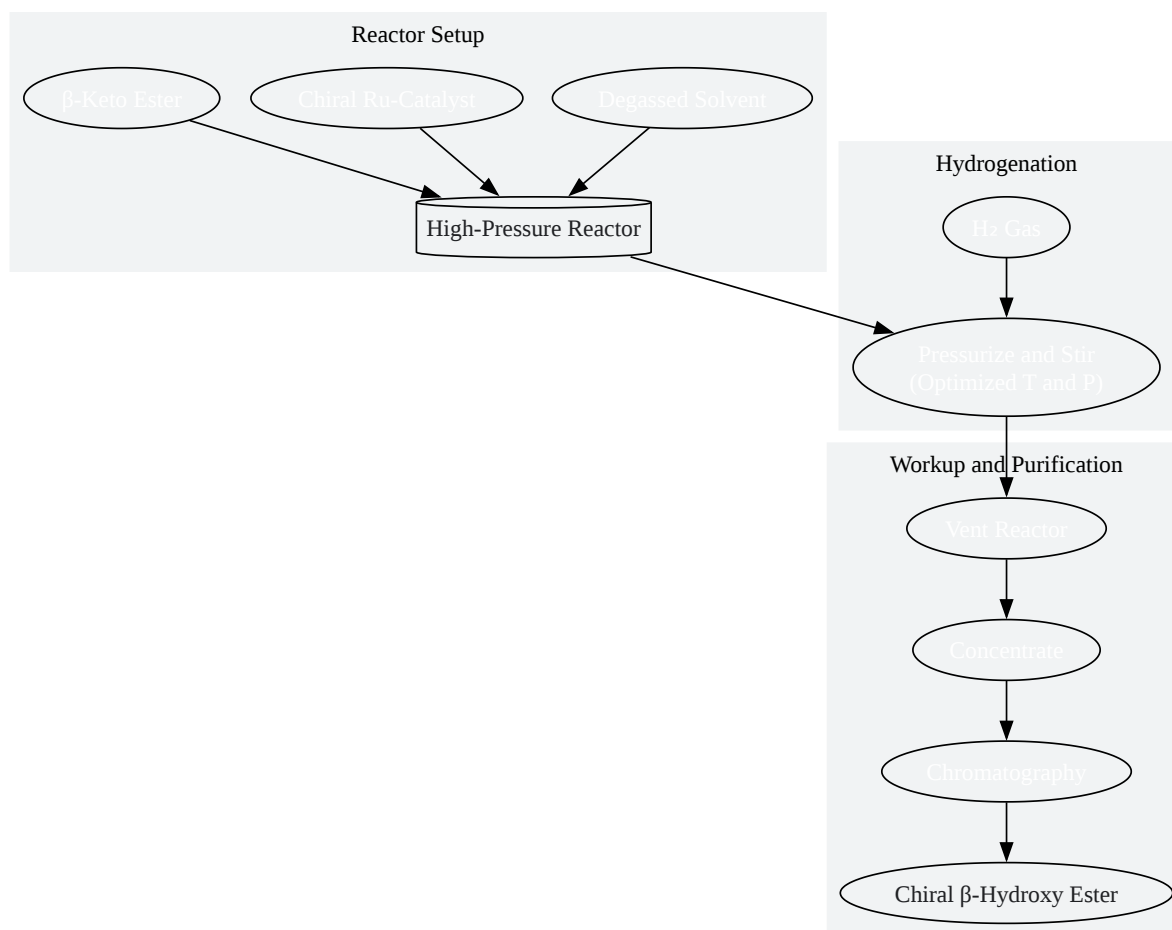 Reactor Setup
β-Keto Ester
Chiral Ru-Catalyst
Degassed Solvent
High-Pressure Reactor
Hydrogenation
H₂ Gas
Pressurize and Stir
(Optimized T and P)
Workup and Purification
Vent Reactor
Concentrate
Chromatography
Chiral β-Hydroxy Ester